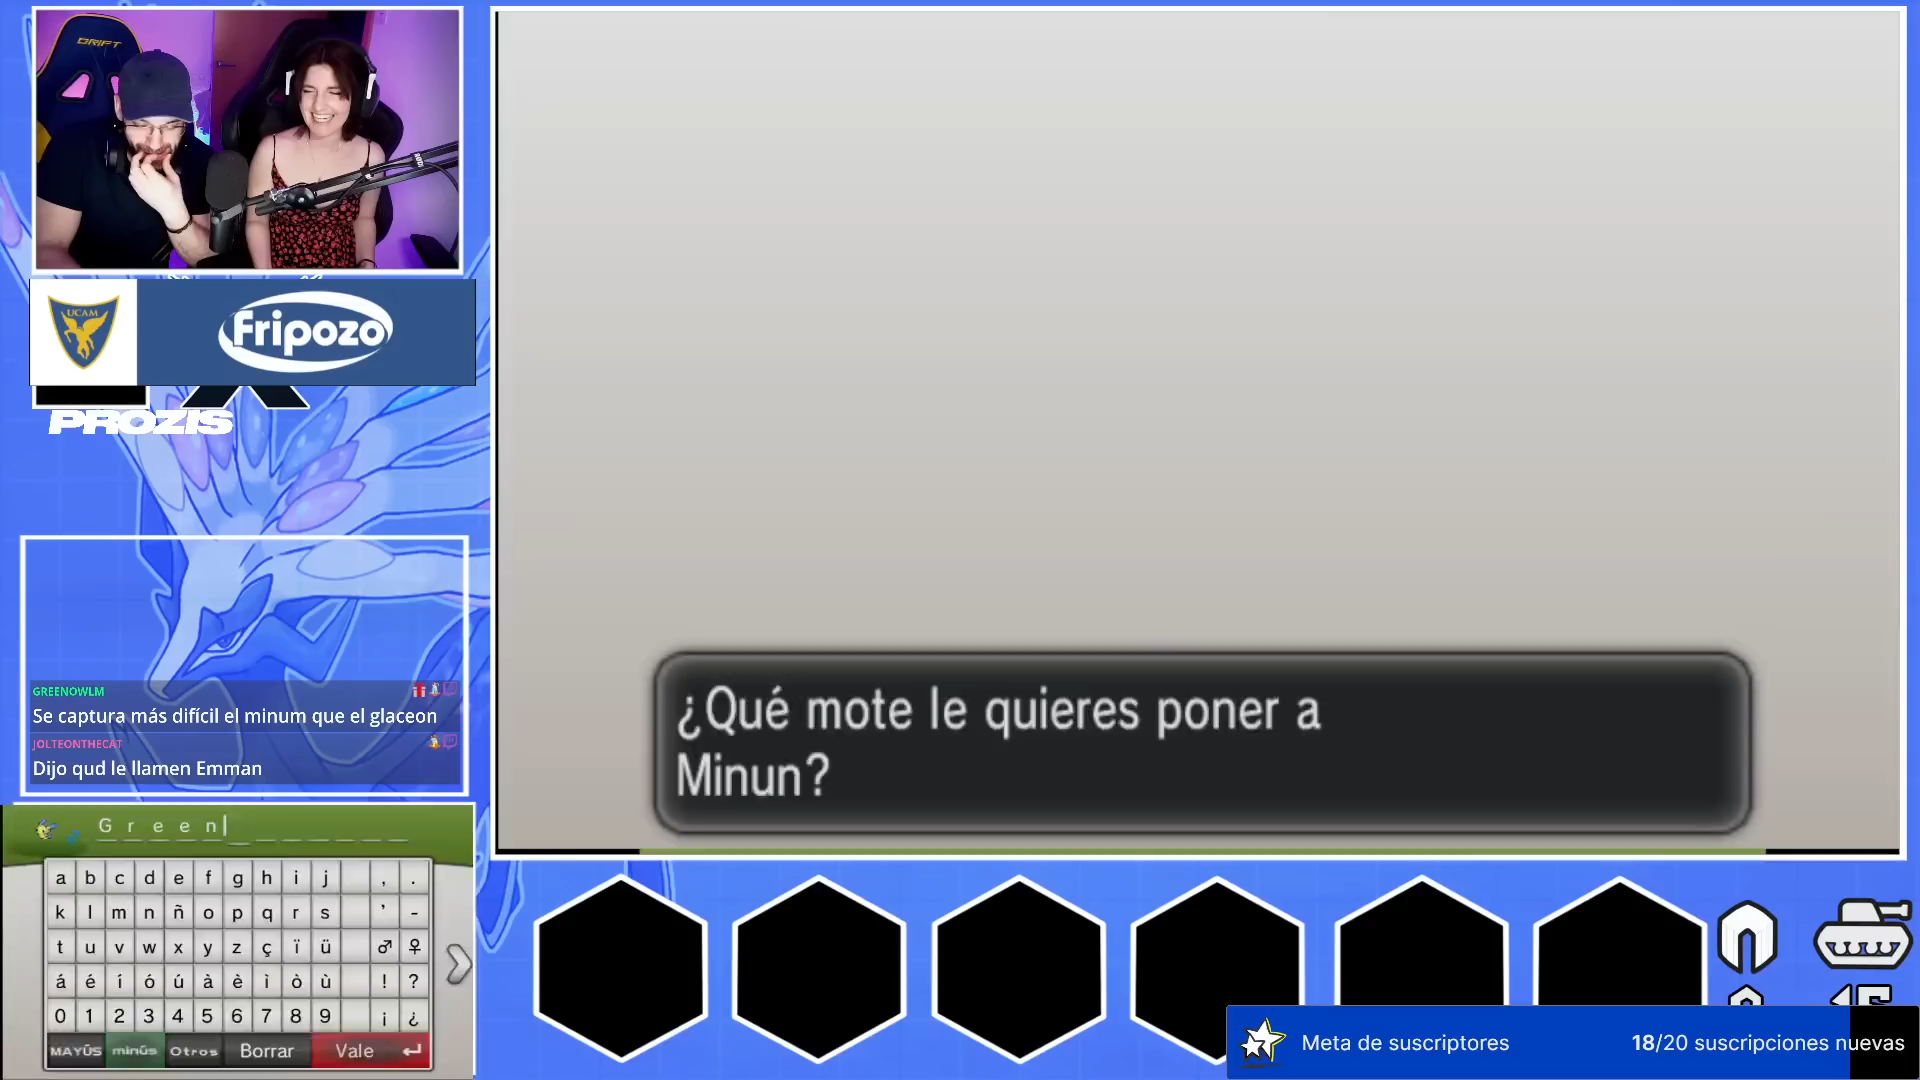 DRIFT
UCAM
Fripozo
PROZIS
GREENOWLM
Se captura más difícil el minum que el glaceon
JOLTEONTHECAT
Dijo qud le llamen Emman
Green
a b c d e f g h i j , .
k l m n ñ o p q r s ' -
t u v w x y z ç ï ü ♂ ♀
á é í ó ú à è ì ò ù ! ?
0 1 2 3 4 5 6 7 8 9 ¡ ¿
MAYÚS minús Otros Borrar Vale
¿Qué mote le quieres poner a
Minun?
Meta de suscriptores 18/20 suscripciones nuevas